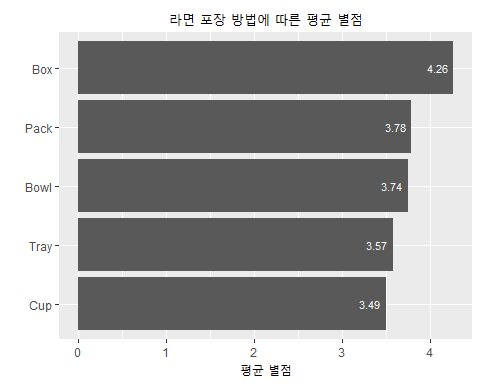 라면 포장 방법에 따른 평균 별점
Box 4.26
Pack 3.78
Bowl 3.74
Tray 3.57
Cup 3.49
0 1 2 3 4
평균 별점